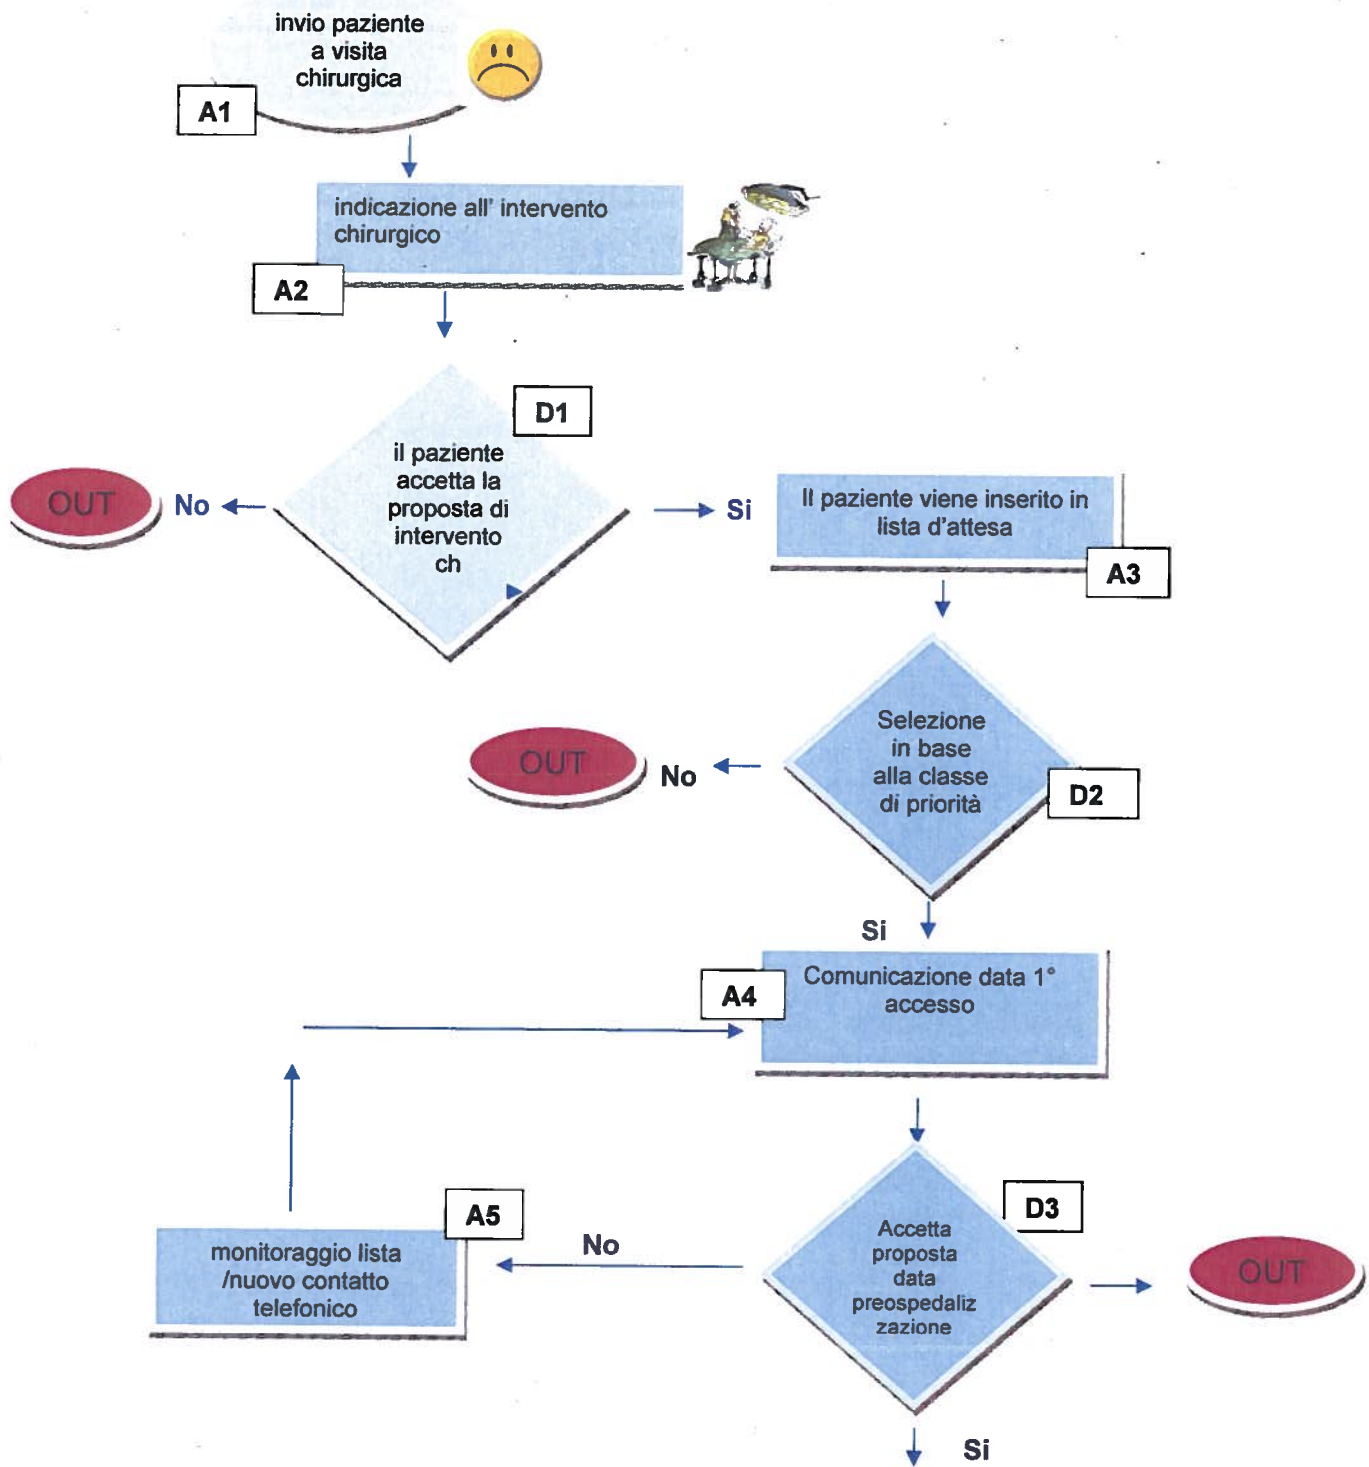 invio paziente
a visita
chirurgica
A1
indicazione all' intervento
chirurgico
A2
D1
il paziente
accetta la
proposta di
intervento
ch
OUT
No
Si
Il paziente viene inserito in
lista d'attesa
A3
Selezione
in base
alla classe
di priorità
D2
OUT
No
Si
Comunicazione data 1°
accesso
A4
D3
Accetta
proposta
data
preospedaliz
zazione
No
A5
monitoraggio lista
/nuovo contatto
telefonico
OUT
Si